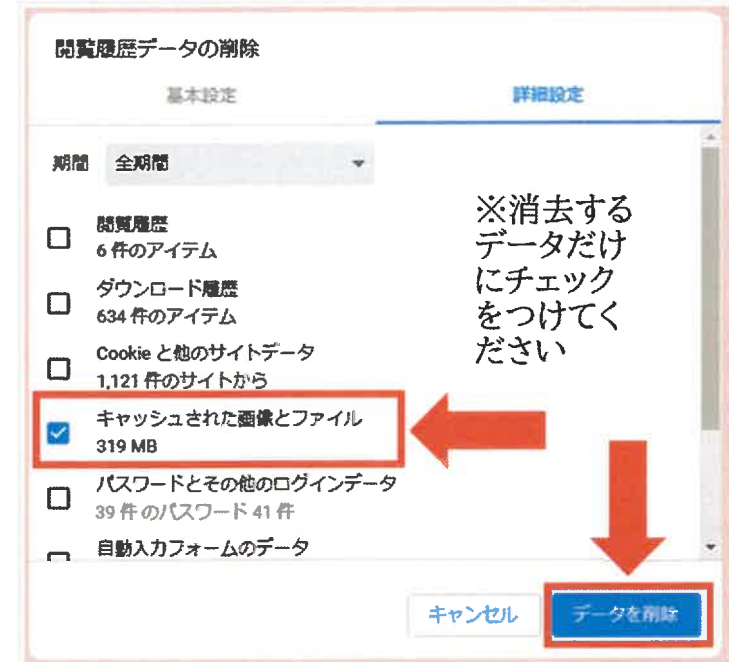 閲覧履歴データの削除
基本設定
詳細設定
期間 全期間
閲覧履歴
6 件のアイテム
ダウンロード履歴
634 件のアイテム
Cookie と他のサイトデータ
1,121 件のサイトから
キャッシュされた画像とファイル
319 MB
パスワードとその他のログインデータ
39 件のパスワード 41 件
自動入力フォームのデータ
※消去する
データだけ
にチェック
をつけてく
ださい
キャンセル
データを削除